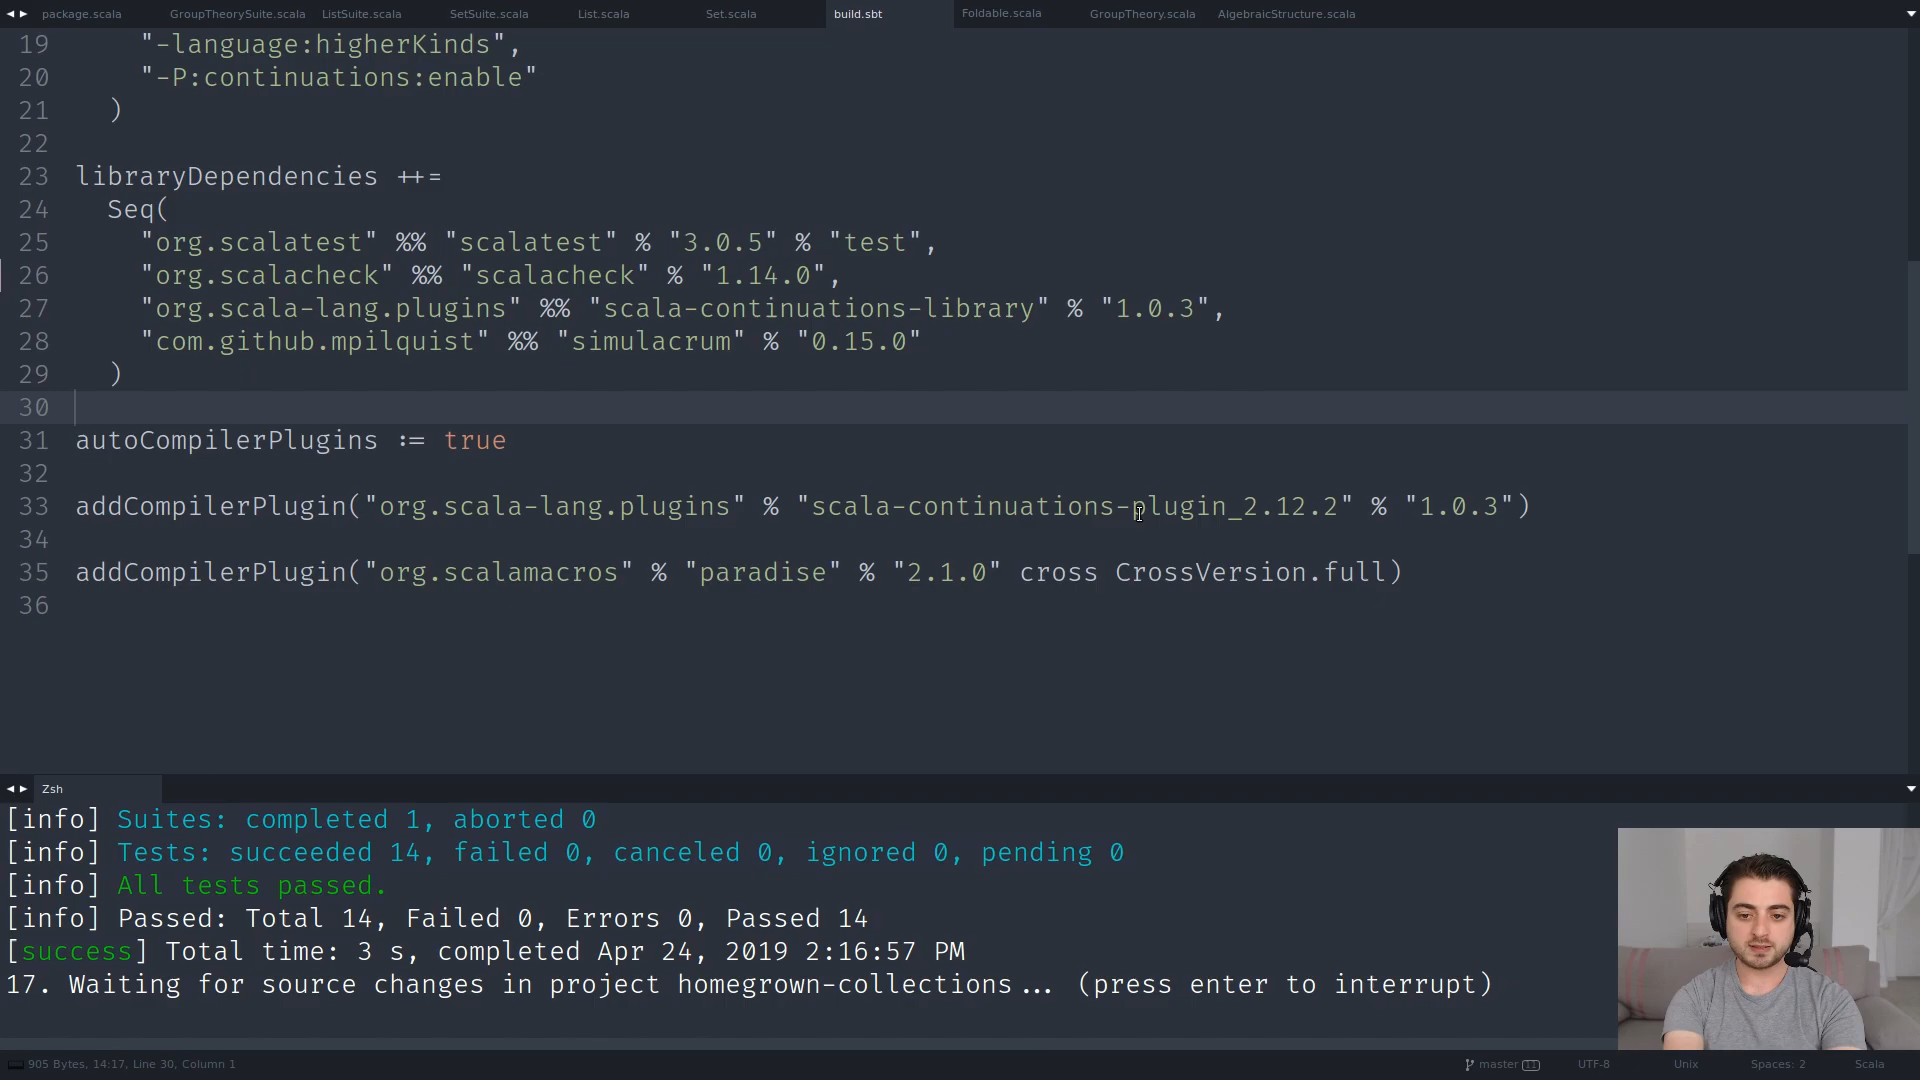 package.scala GroupTheorySuite.scala ListSuite.scala SetSuite.scala List.scala Set.scala build.sbt Foldable.scala GroupTheory.scala AlgebraicStructure.scala
19 "-language:higherKinds",
20 "-P:continuations:enable"
21 )
22
23 libraryDependencies ++=
24 Seq(
25 "org.scalatest" %% "scalatest" % "3.0.5" % "test",
26 "org.scalacheck" %% "scalacheck" % "1.14.0",
27 "org.scala-lang.plugins" %% "scala-continuations-library" % "1.0.3",
28 "com.github.mpilquist" %% "simulacrum" % "0.15.0"
29 )
30
31 autoCompilerPlugins := true
32
33 addCompilerPlugin("org.scala-lang.plugins" % "scala-continuations-plugin_2.12.2" % "1.0.3")
34
35 addCompilerPlugin("org.scalamacros" % "paradise" % "2.1.0" cross CrossVersion.full)
36
Zsh
[info] Suites: completed 1, aborted 0
[info] Tests: succeeded 14, failed 0, canceled 0, ignored 0, pending 0
[info] All tests passed.
[info] Passed: Total 14, Failed 0, Errors 0, Passed 14
[success] Total time: 3 s, completed Apr 24, 2019 2:16:57 PM
17. Waiting for source changes in project homegrown-collections... (press enter to interrupt)
905 Bytes, 14:17, Line 30, Column 1 master 11 UTF-8 Unix Spaces: 2 Scala